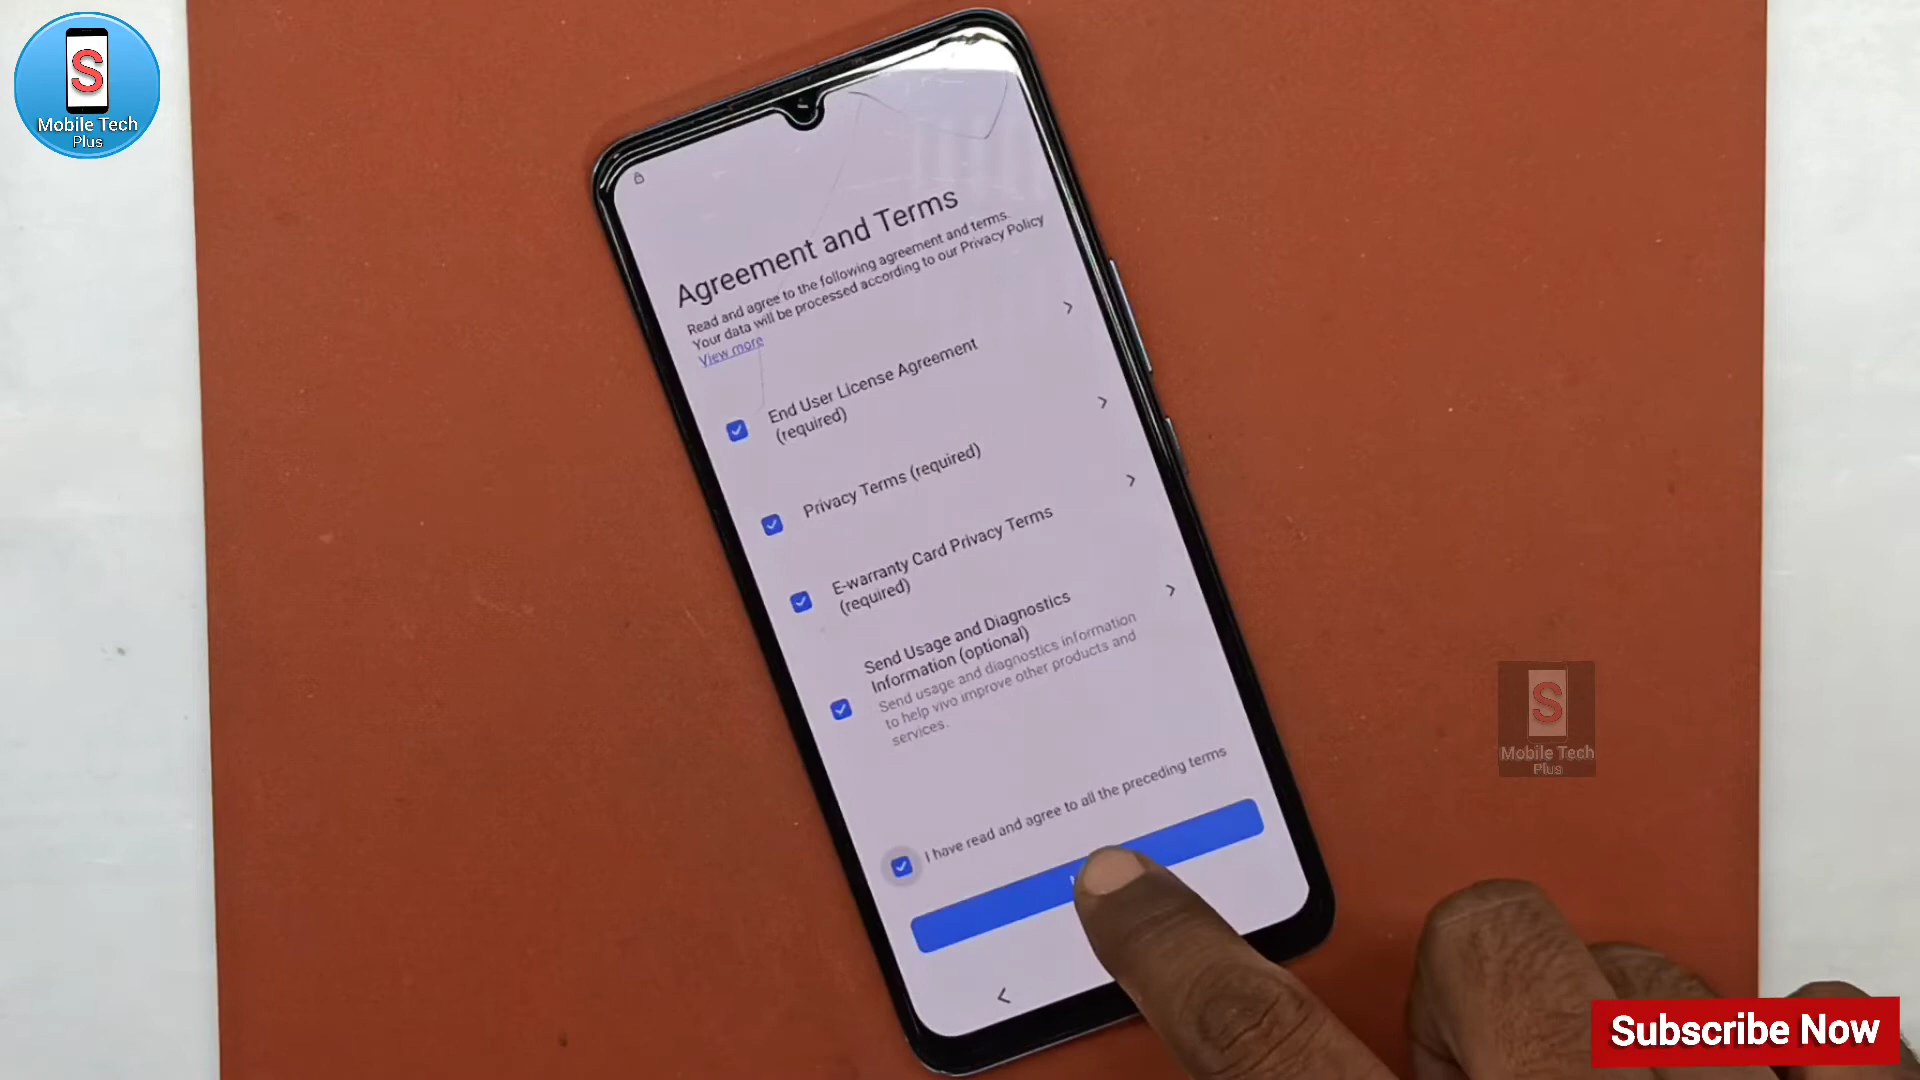 S
Mobile Tech
Plus
Agreement and Terms
Read and agree to the following agreement and terms.
Your data will be processed according to our Privacy Policy
View more
End User License Agreement
(required)
Privacy Terms (required)
E-warranty Card Privacy Terms
(required)
Send Usage and Diagnostics
Information (optional)
Send usage and diagnostics information
to help vivo improve other products and
services.
I have read and agree to all the preceding terms
S
Mobile Tech
Plus
Subscribe Now